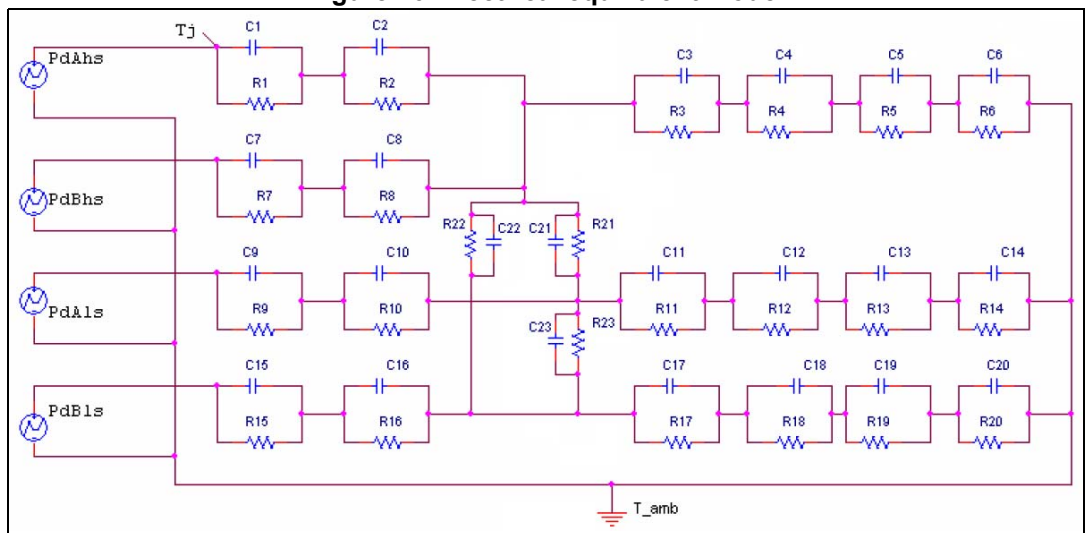 Tj
C1 C2
PdAhs
R1 R2
C3 C4 C5 C6
R3 R4 R5 R6
C7 C8
PdBhs
R7 R8
R22 C22 C21 R21
C9 C10
PdAls
R9 R10
C11 C12 C13 C14
R11 R12 R13 R14
C23 R23
C15 C16
PdBls
R15 R16
C17 C18 C19 C20
R17 R18 R19 R20
T_amb